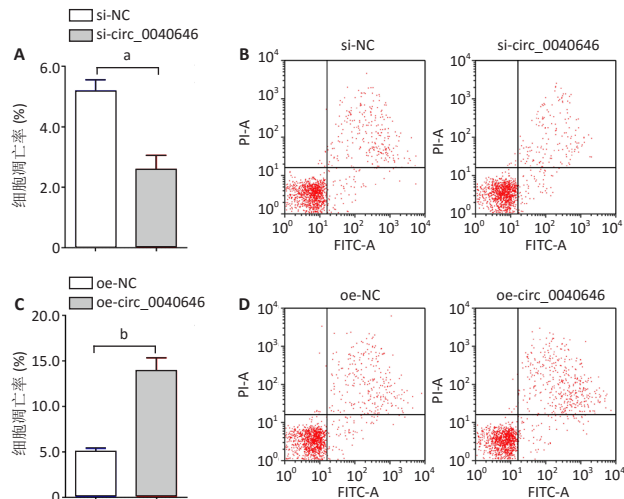 si-NC
si-circ_0040646
A
a
6.0
4.0
2.0
0
细胞凋亡率 (%)
B
si-NC
10⁴
10³
10²
10¹
10⁰
PI-A
10⁰ 10¹ 10² 10³ 10⁴
FITC-A
si-circ_0040646
10⁴
10³
10²
10¹
10⁰
PI-A
10⁰ 10¹ 10² 10³ 10⁴
FITC-A
oe-NC
oe-circ_0040646
C
b
20.0
15.0
10.0
5.0
0
细胞凋亡率 (%)
D
oe-NC
10⁴
10³
10²
10¹
10⁰
PI-A
10⁰ 10¹ 10² 10³ 10⁴
FITC-A
oe-circ_0040646
10⁴
10³
10²
10¹
10⁰
PI-A
10⁰ 10¹ 10² 10³ 10⁴
FITC-A